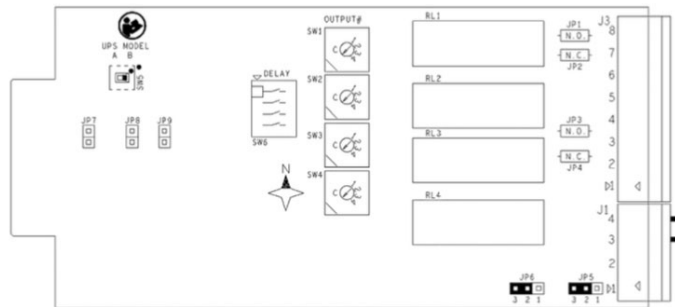 OUTPUT#
UPS MODEL
A B
SW5
JP7
JP8
JP9
DELAY
SW6
N
SW1
C
SW2
C
SW3
C
SW4
C
RL1
RL2
RL3
RL4
JP1
N.O.
N.C.
JP2
JP3
N.O.
N.C.
JP4
J3
8
7
6
5
4
3
2
1
J1
4
3
2
1
JP6
3 2 1
JP5
3 2 1